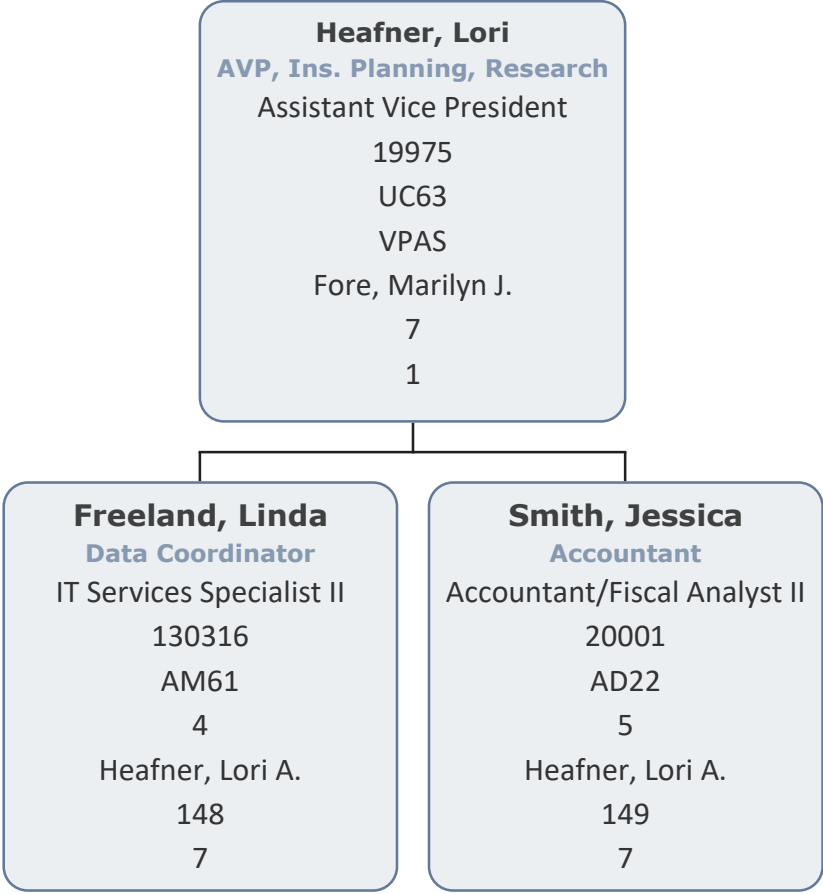 Heafner, Lori
AVP, Ins. Planning, Research
Assistant Vice President
19975
UC63
VPAS
Fore, Marilyn J.
7
1
Freeland, Linda
Data Coordinator
IT Services Specialist II
130316
AM61
4
Heafner, Lori A.
148
7
Smith, Jessica
Accountant
Accountant/Fiscal Analyst II
20001
AD22
5
Heafner, Lori A.
149
7